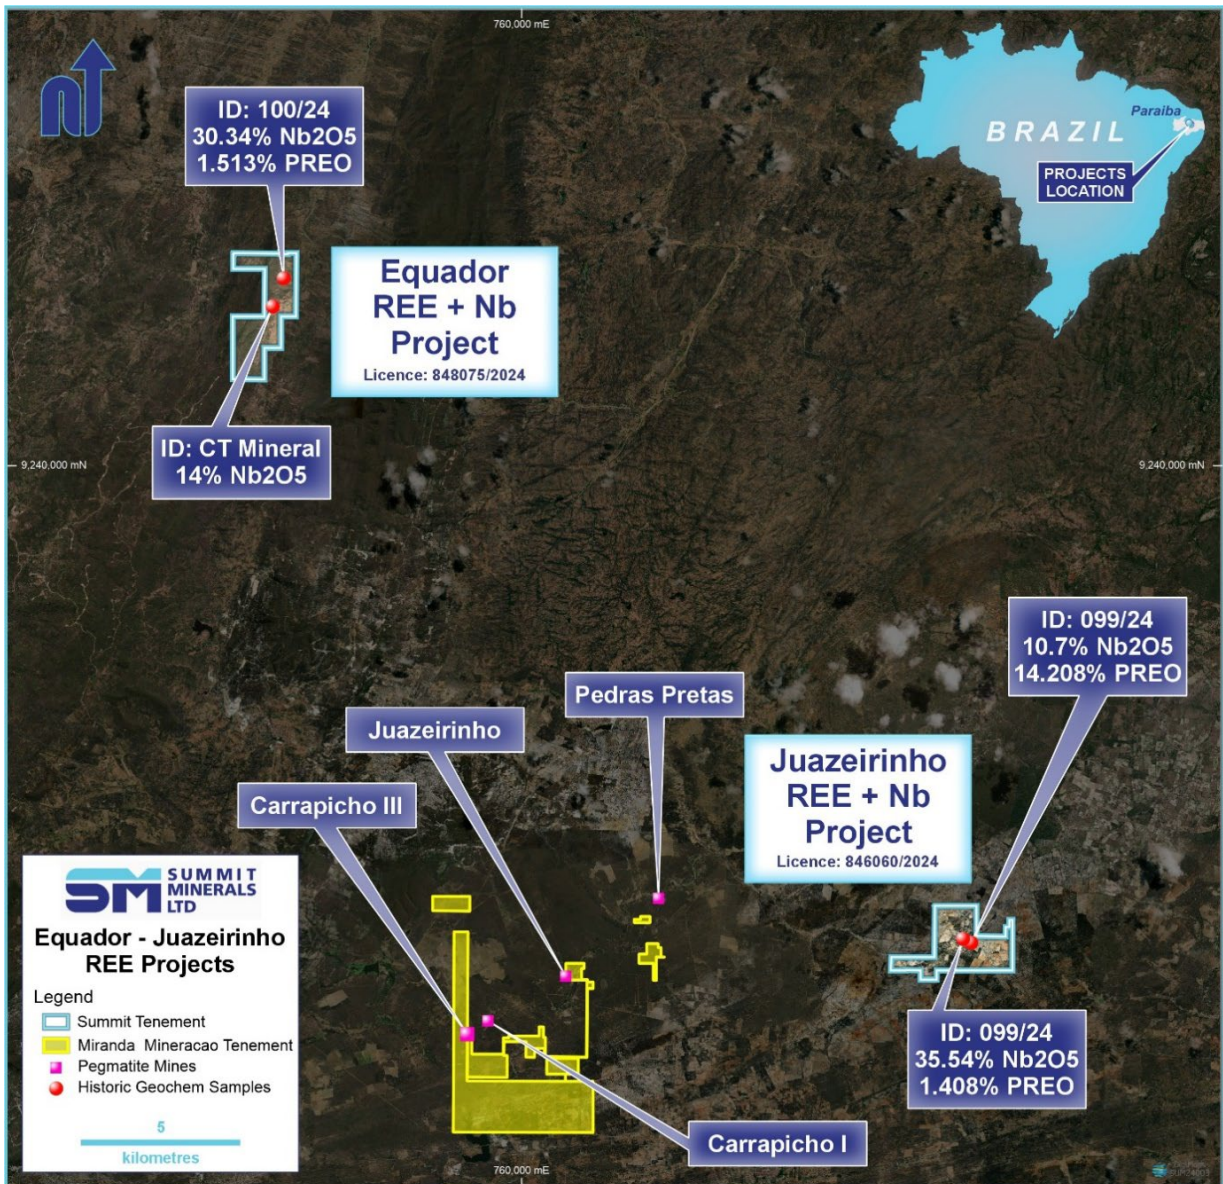 760,000 mE
n
ID: 100/24
30.34% Nb2O5
1.513% PREO
Paraiba
BRAZIL
PROJECTS
LOCATION
Equador
REE + Nb
Project
Licence: 848075/2024
ID: CT Mineral
14% Nb2O5
9,240,000 mN
9,240,000 mN
ID: 099/24
10.7% Nb2O5
14.208% PREO
Pedras Pretas
Juazeirinho
Carrapicho III
Juazeirinho
REE + Nb
Project
Licence: 846060/2024
SM SUMMIT
MINERALS
LTD
Equador - Juazeirinho
REE Projects
Legend
Summit Tenement
Miranda Mineracao Tenement
Pegmatite Mines
Historic Geochem Samples
5
kilometres
ID: 099/24
35.54% Nb2O5
1.408% PREO
Carrapicho I
760,000 mE